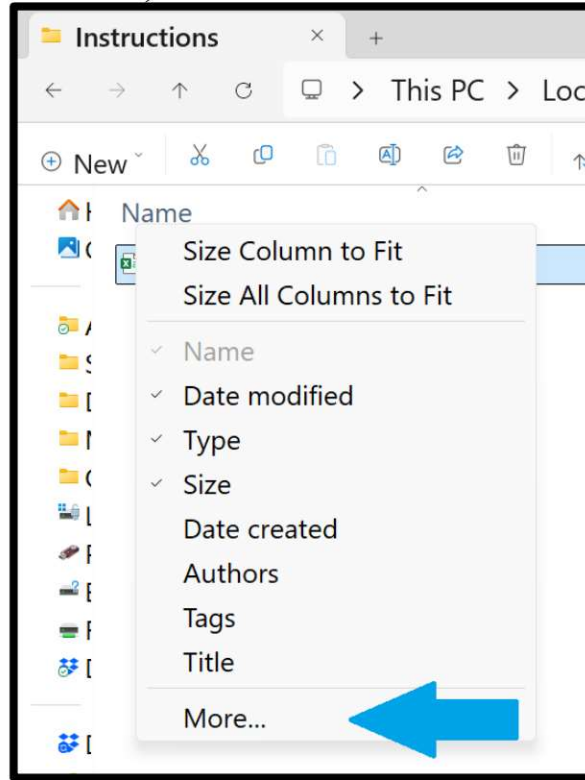 Instructions
This PC > Loc
New
Name
Size Column to Fit
Size All Columns to Fit
Name
Date modified
Type
Size
Date created
Authors
Tags
Title
More...